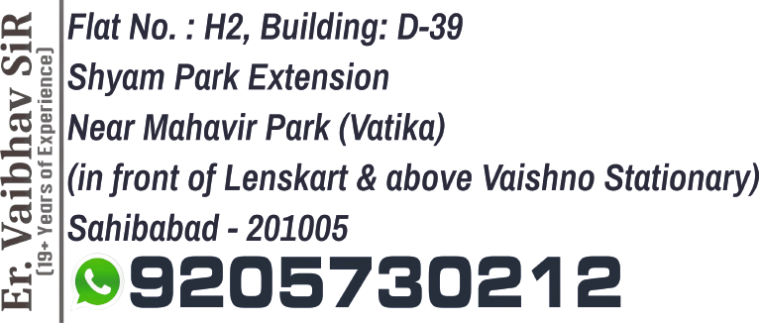 Er. Vaibhav SiR
(19+ Years of Experience)
Flat No. : H2, Building: D-39
Shyam Park Extension
Near Mahavir Park (Vatika)
(in front of Lenskart & above Vaishno Stationary)
Sahibabad - 201005
9205730212